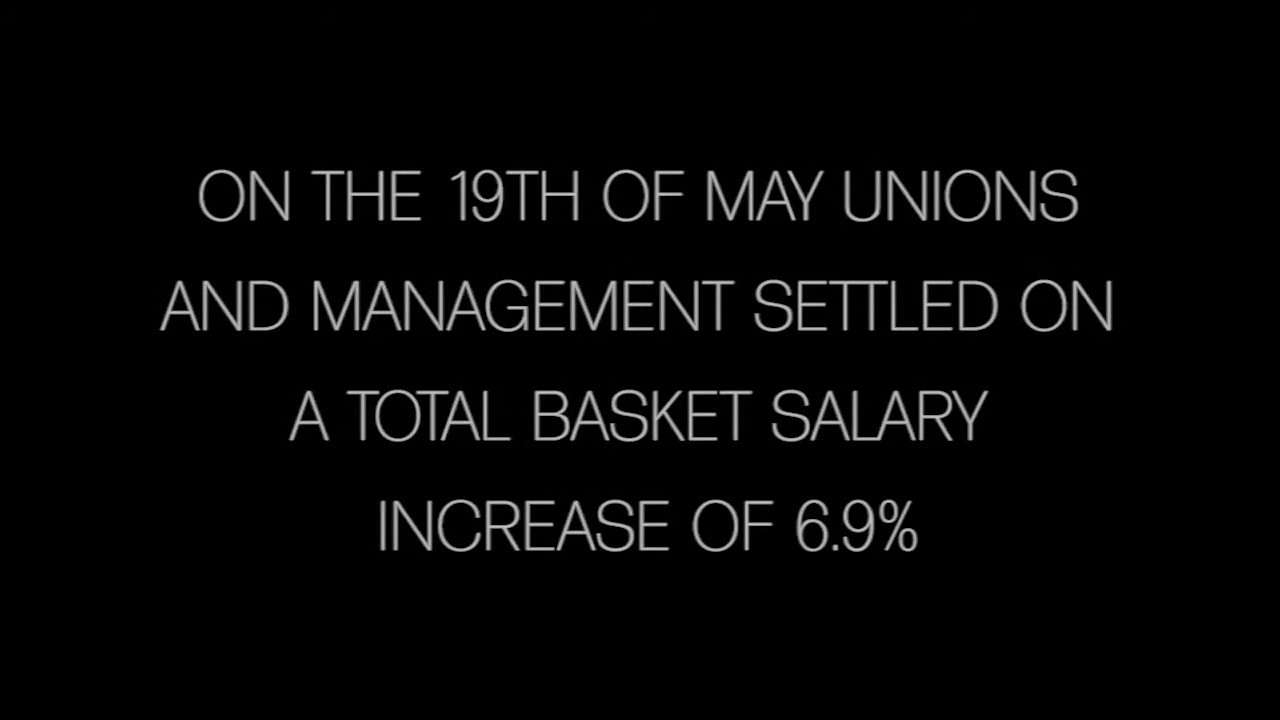 ON THE 19TH OF MAY UNIONS
AND MANAGEMENT SETTLED ON
A TOTAL BASKET SALARY
INCREASE OF 6.9%